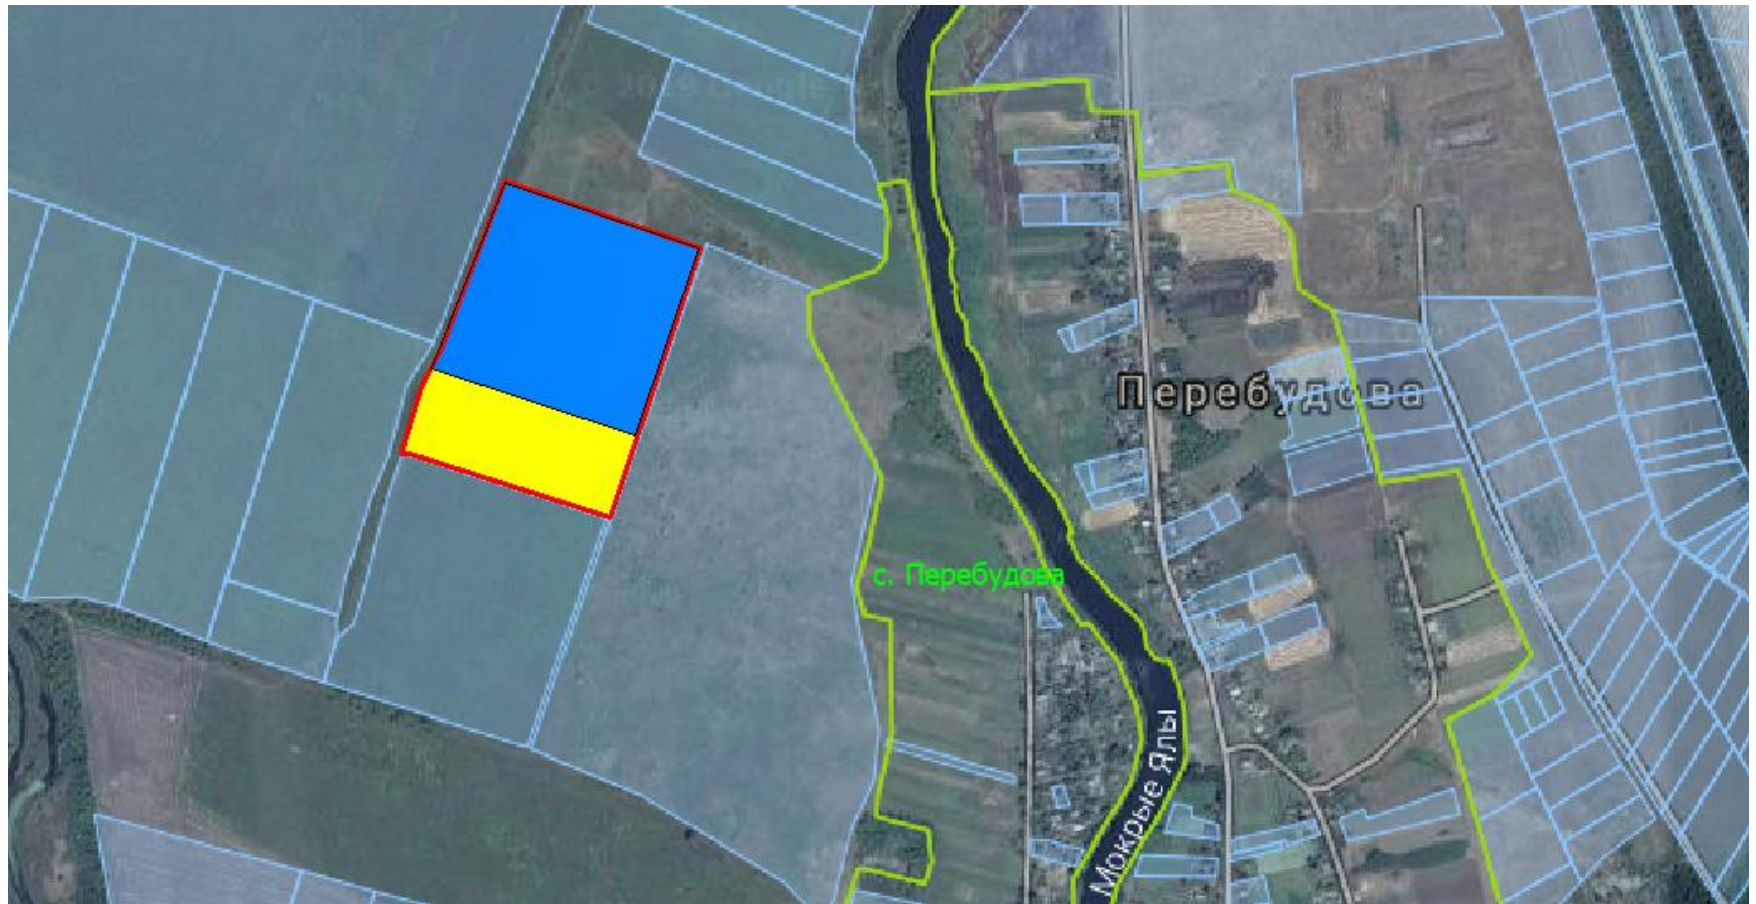 Перебудова
с. Перебудова
Мокрые Ялы